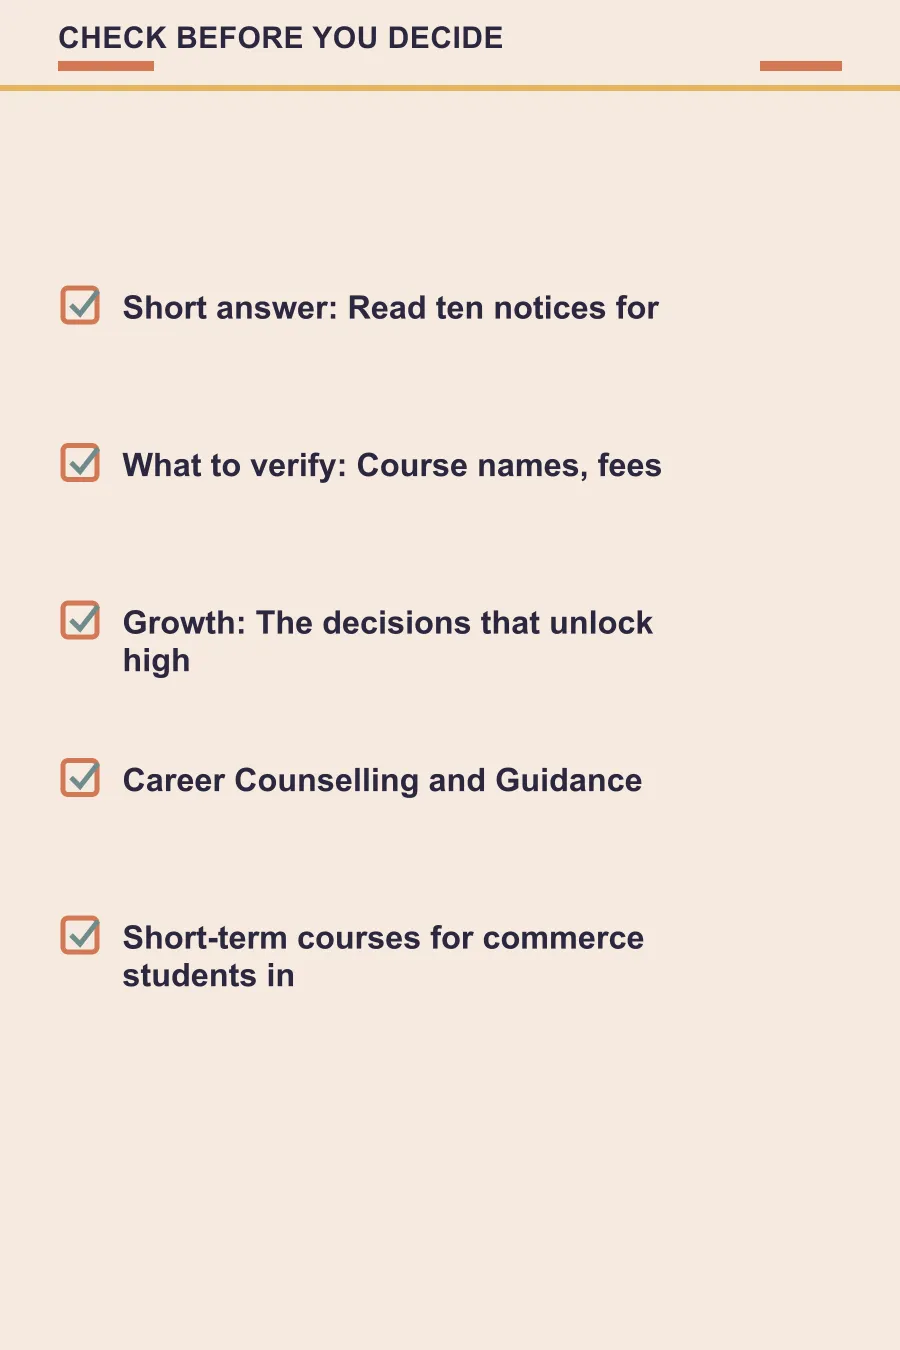 CHECK BEFORE YOU DECIDE
Short answer: Read ten notices for
What to verify: Course names, fees
Growth: The decisions that unlock
high
Career Counselling and Guidance
Short-term courses for commerce
students in